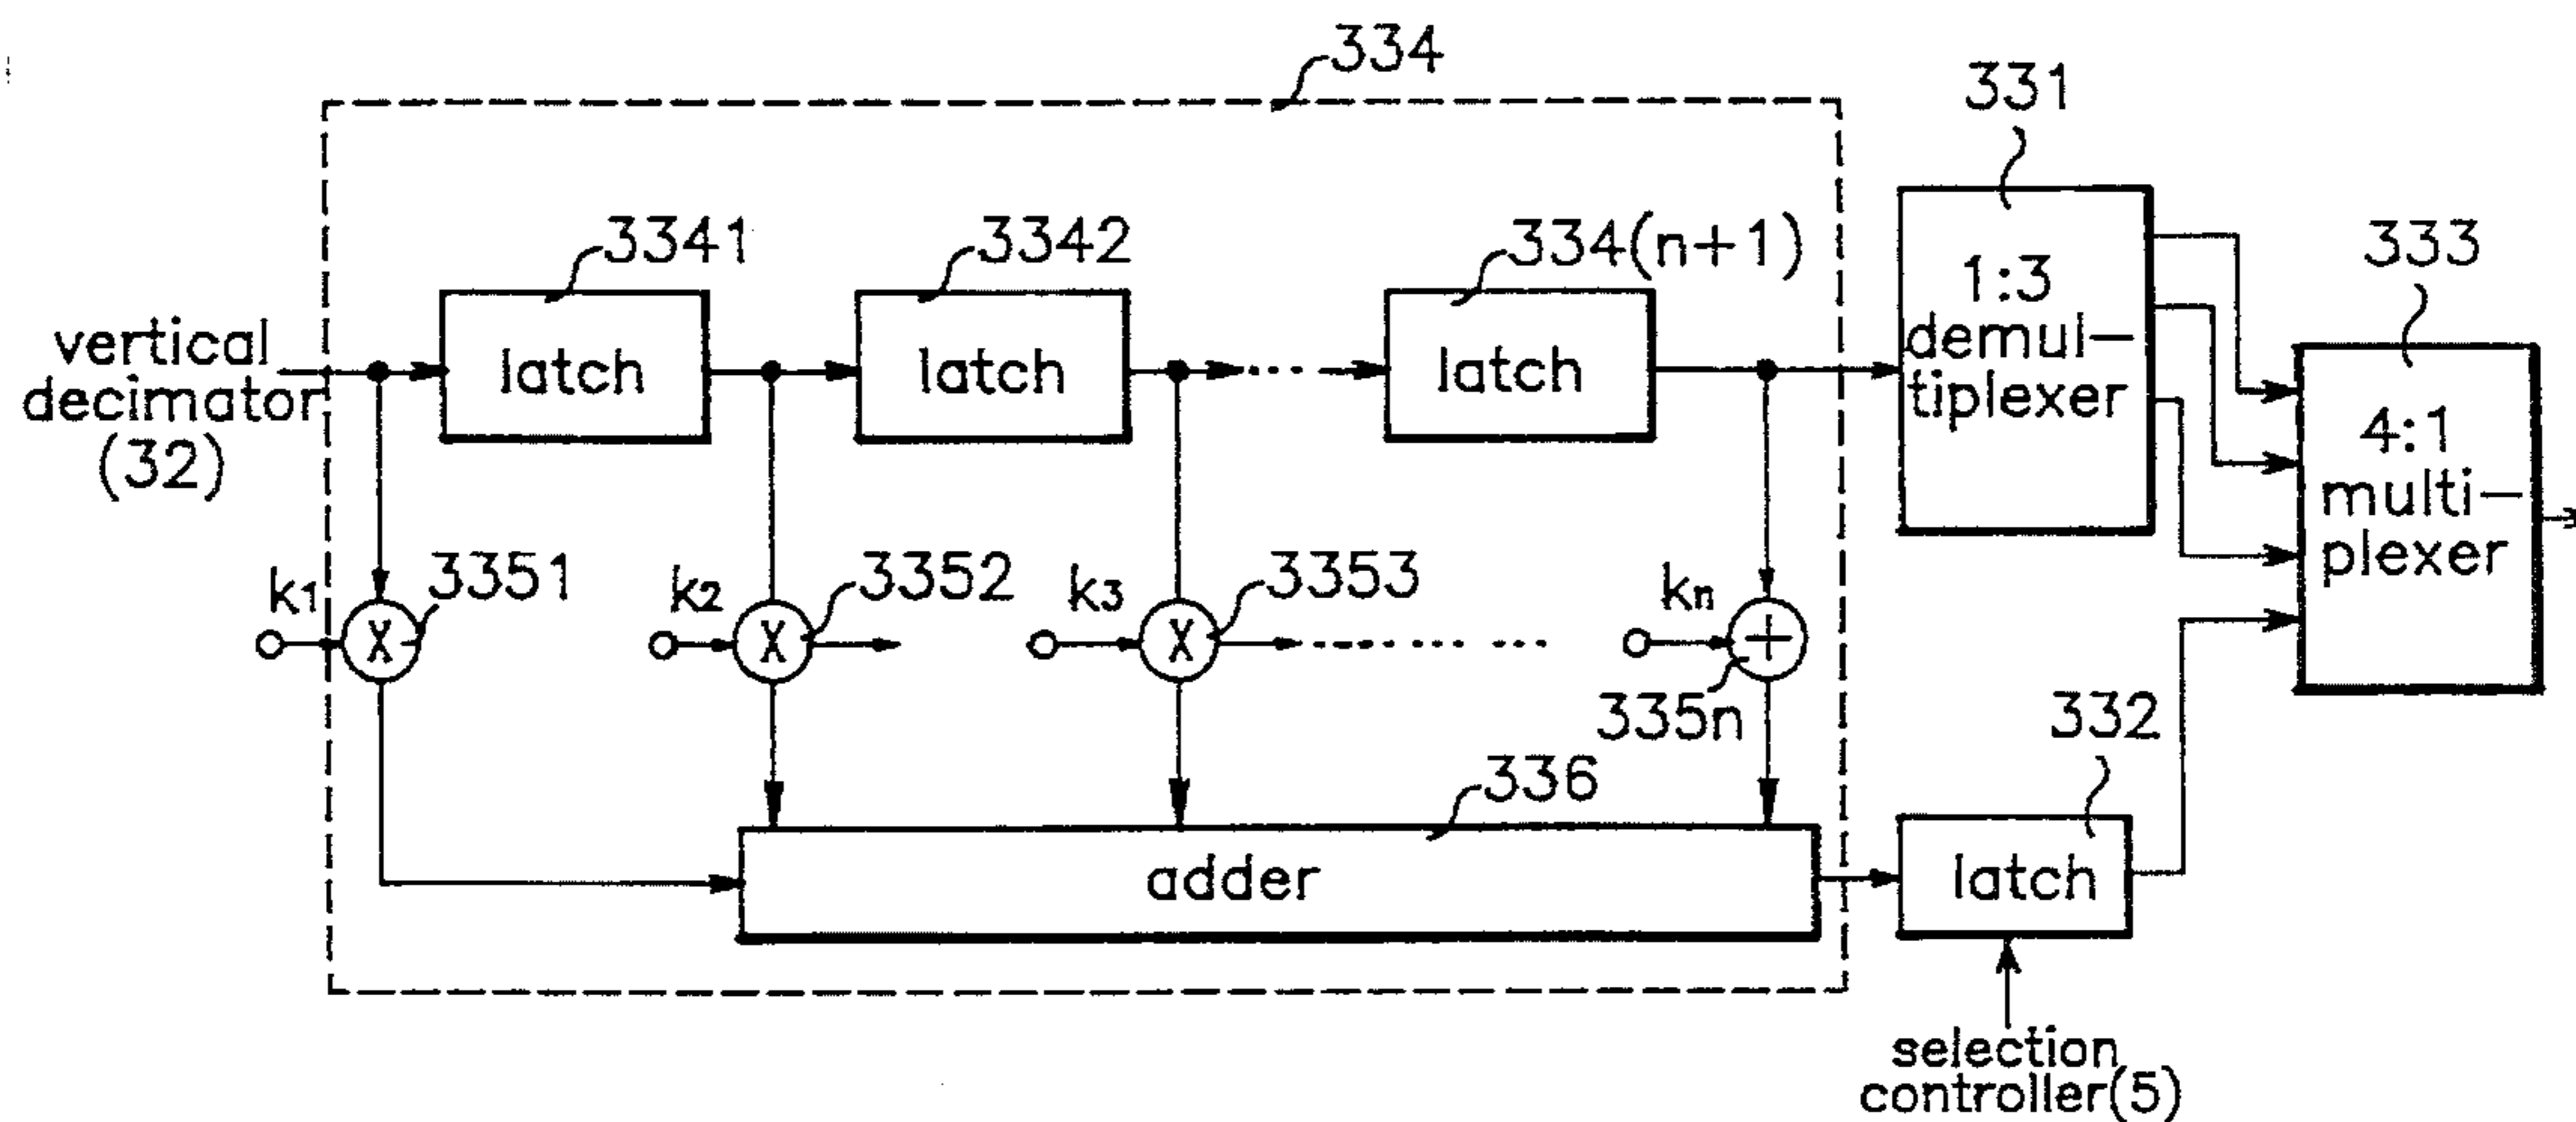 334
331
3341
3342
334(n+1)
333
1:3
demul-
tiplexer
vertical
decimator
(32)
latch
latch
latch
4:1
multi-
plexer
k1
X
3351
k2
X
3352
k3
X
3353
kn
+
335n
332
336
adder
latch
selection
controller(5)